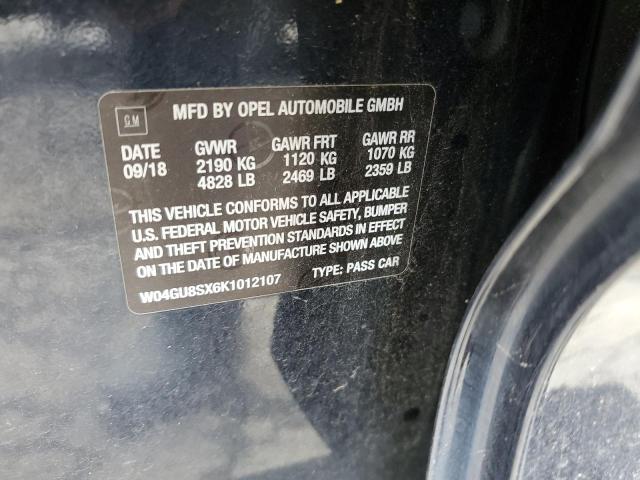 GM
MFD BY OPEL AUTOMOBILE GMBH
DATE GVWR GAWR FRT GAWR RR
09/18 2190 KG 1120 KG 1070 KG
4828 LB 2469 LB 2359 LB
THIS VEHICLE CONFORMS TO ALL APPLICABLE
U.S. FEDERAL MOTOR VEHICLE SAFETY, BUMPER
AND THEFT PREVENTION STANDARDS IN EFFECT
ON THE DATE OF MANUFACTURE SHOWN ABOVE
W04GU8SX6K1012107 TYPE: PASS CAR